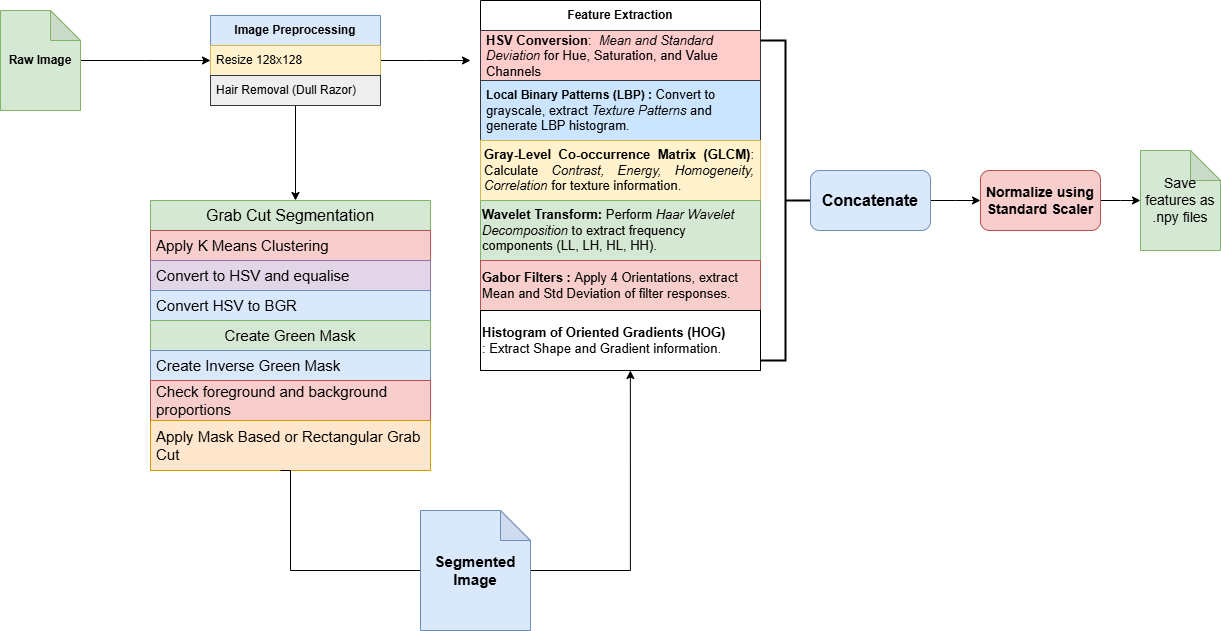 Raw Image
Image Preprocessing
Resize 128x128
Hair Removal (Dull Razor)
Grab Cut Segmentation
Apply K Means Clustering
Convert to HSV and equalise
Convert HSV to BGR
Create Green Mask
Create Inverse Green Mask
Check foreground and background
proportions
Apply Mask Based or Rectangular Grab
Cut
Segmented
Image
Feature Extraction
HSV Conversion: Mean and Standard
Deviation for Hue, Saturation, and Value
Channels
Local Binary Patterns (LBP) : Convert to
grayscale, extract Texture Patterns and
generate LBP histogram.
Gray-Level Co-occurrence Matrix (GLCM):
Calculate Contrast, Energy, Homogeneity,
Correlation for texture information.
Wavelet Transform: Perform Haar Wavelet
Decomposition to extract frequency
components (LL, LH, HL, HH).
Gabor Filters : Apply 4 Orientations, extract
Mean and Std Deviation of filter responses.
Histogram of Oriented Gradients (HOG)
: Extract Shape and Gradient information.
Concatenate
Normalize using
Standard Scaler
Save
features as
.npy files